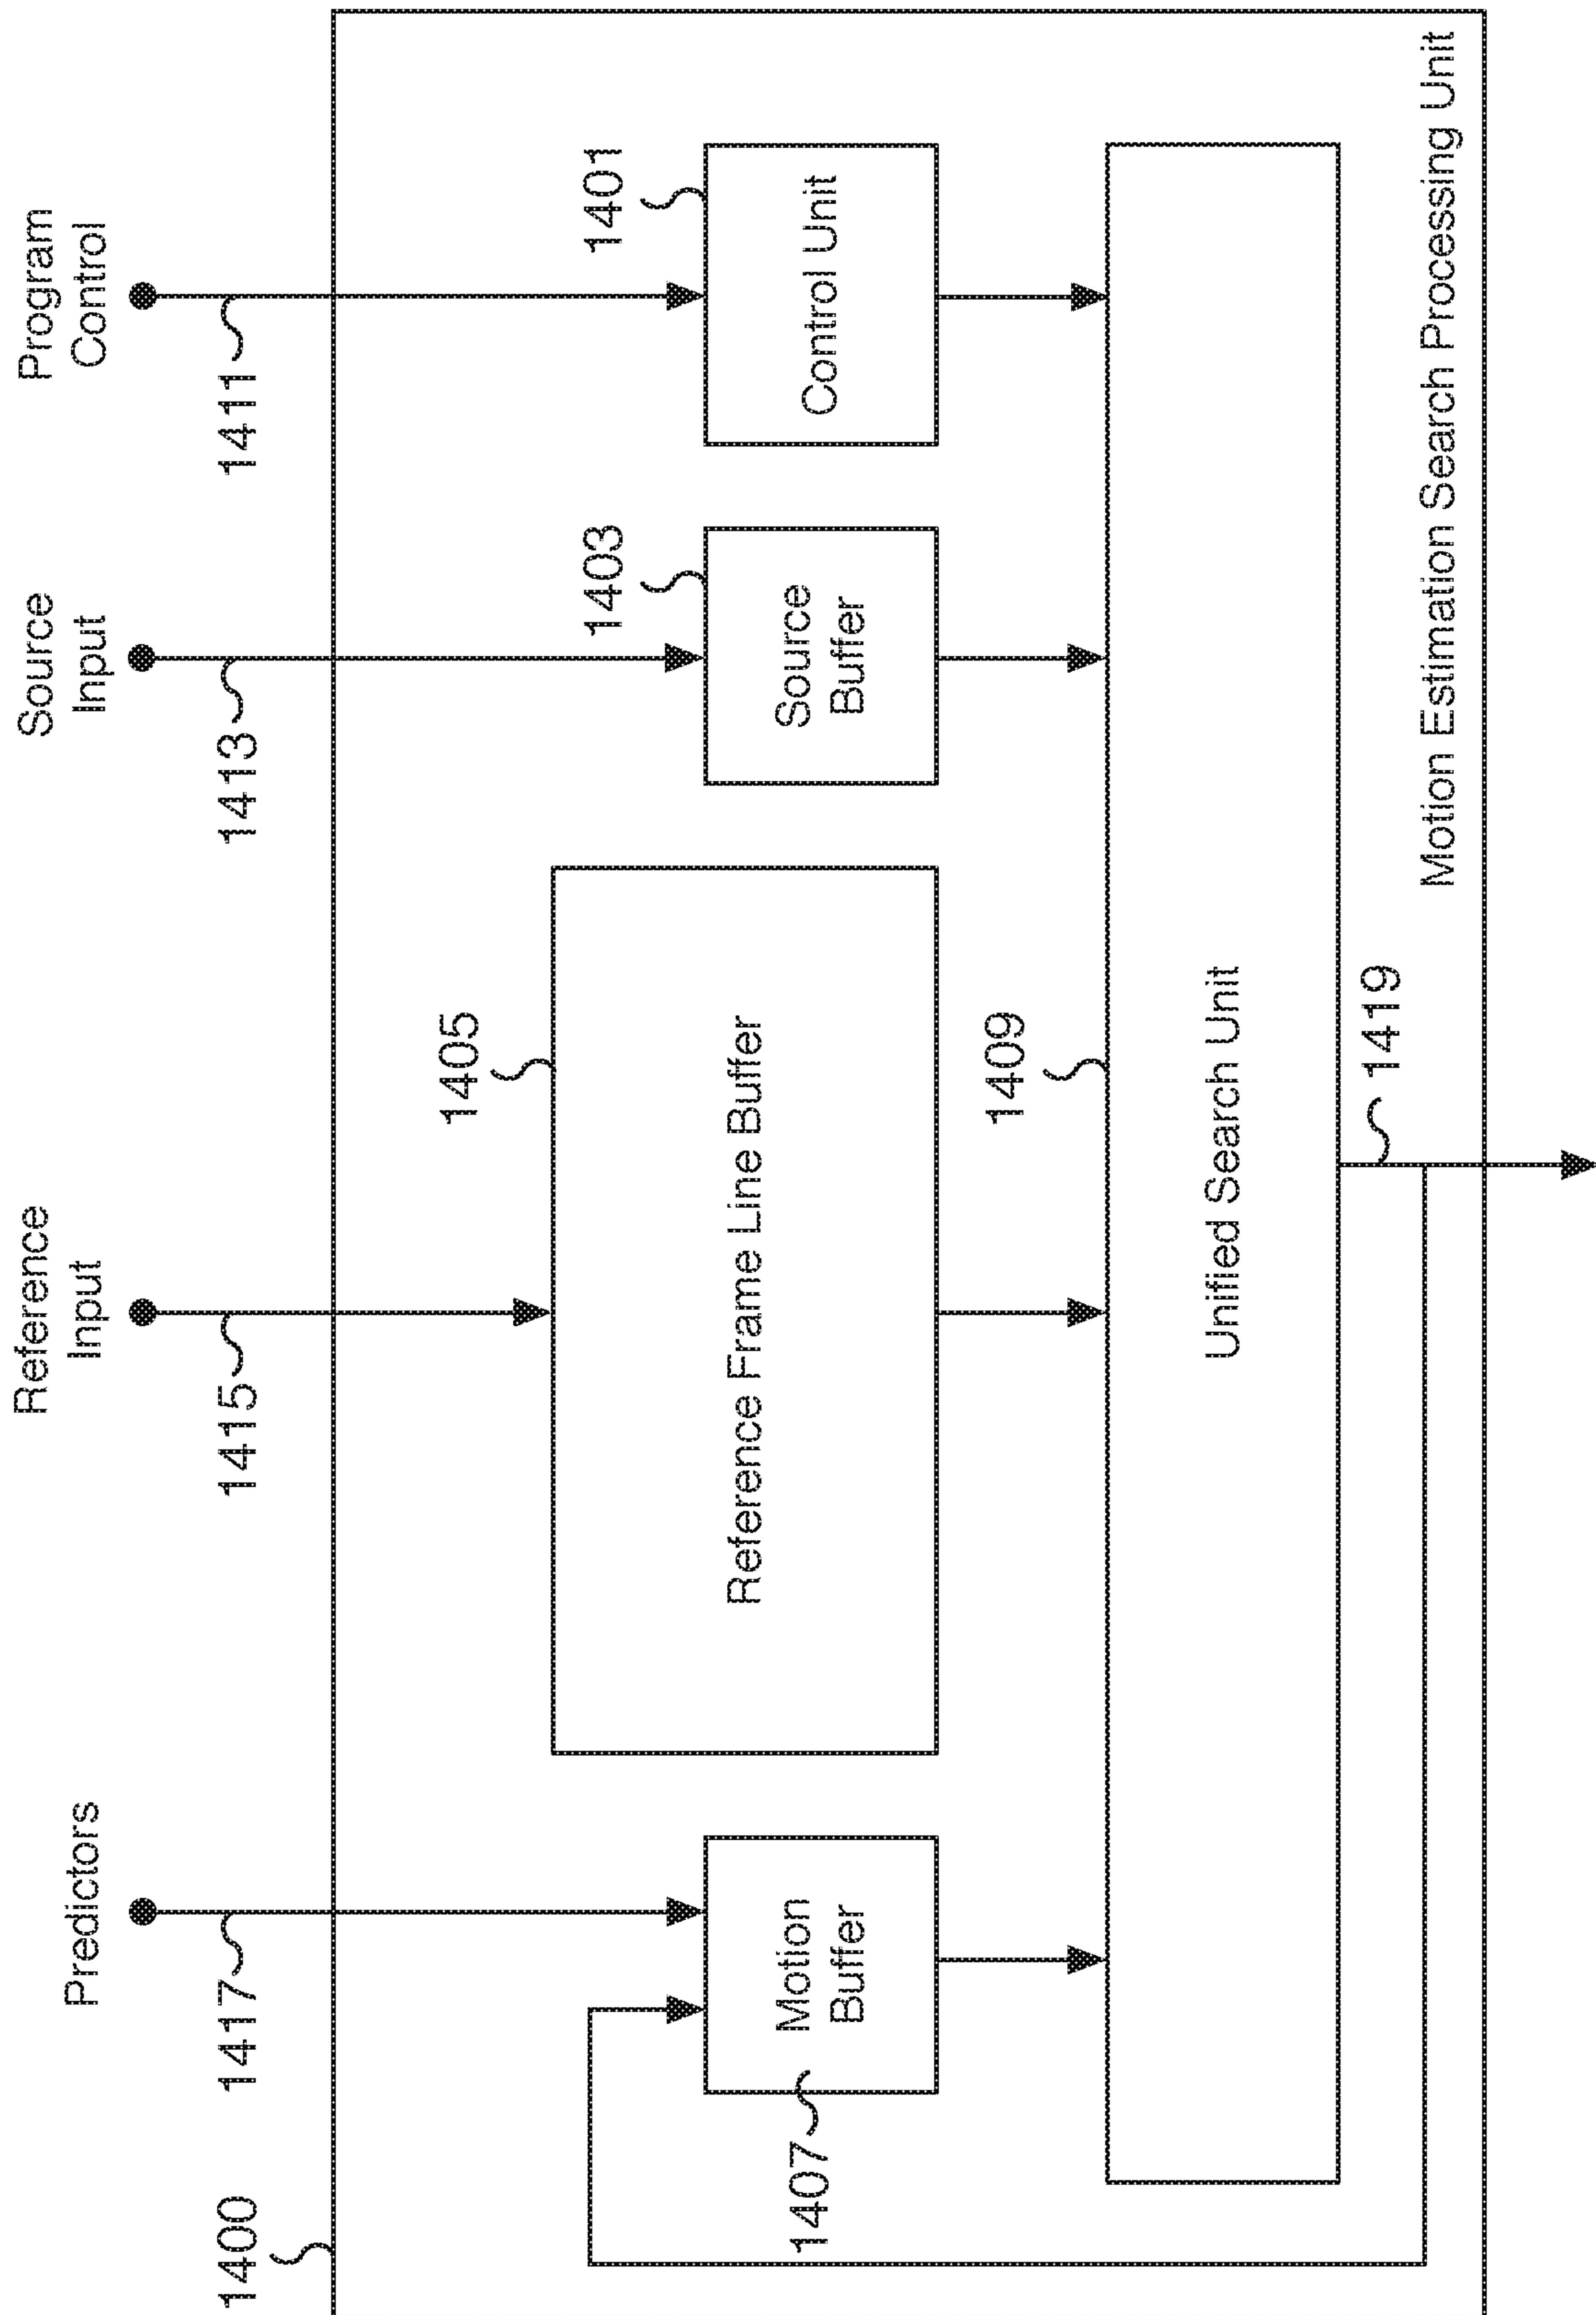 Predictors
Reference
Input
Source
Input
Program
Control
1400
1417
1415
1413
1411
1405
1403
1401
1407
Motion
Buffer
Reference Frame Line Buffer
Source
Buffer
Control Unit
1409
Unified Search Unit
1419
Motion Estimation Search Processing Unit